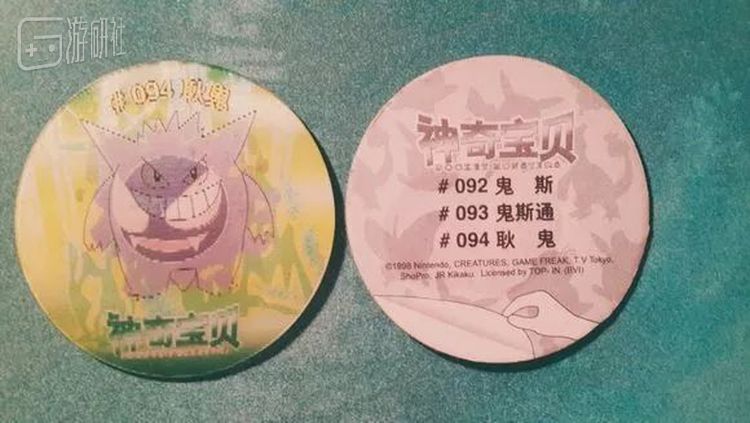 游研社
# 094 耿鬼
神奇宝贝
神奇宝贝
POCKET MONSTERS
# 092 鬼 斯
# 093 鬼斯通
# 094 耿 鬼
©1998 Nintendo, CREATURES, GAME FREAK, T V Tokyo,
ShoPro, JR Kikaku. Licensed by TOP- IN (BVI)